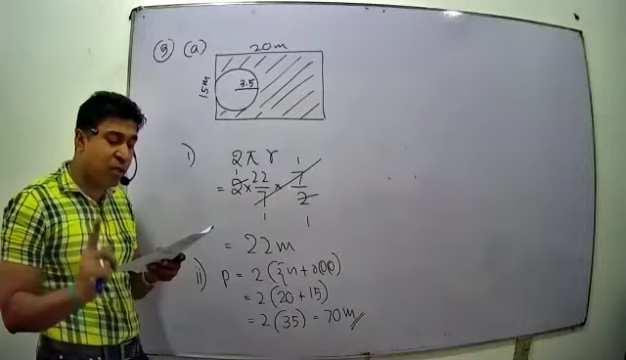 9 (a)
20m
15m
3.5
i) 2πr
= 2 × 22/7 × 7/2
= 22m
ii) p = 2(
= 2(20+15)
= 2(35) = 70m